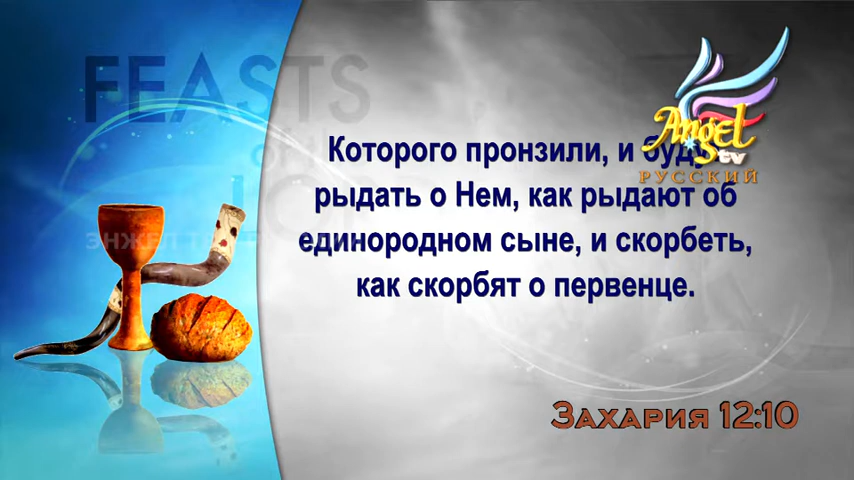 FEASTS
Angel
tv
РУССКИЙ
Которого пронзили, и
рыдать о Нем, как рыдают об
единородном сыне, и скорбеть,
как скорбят о первенце.
Захария 12:10